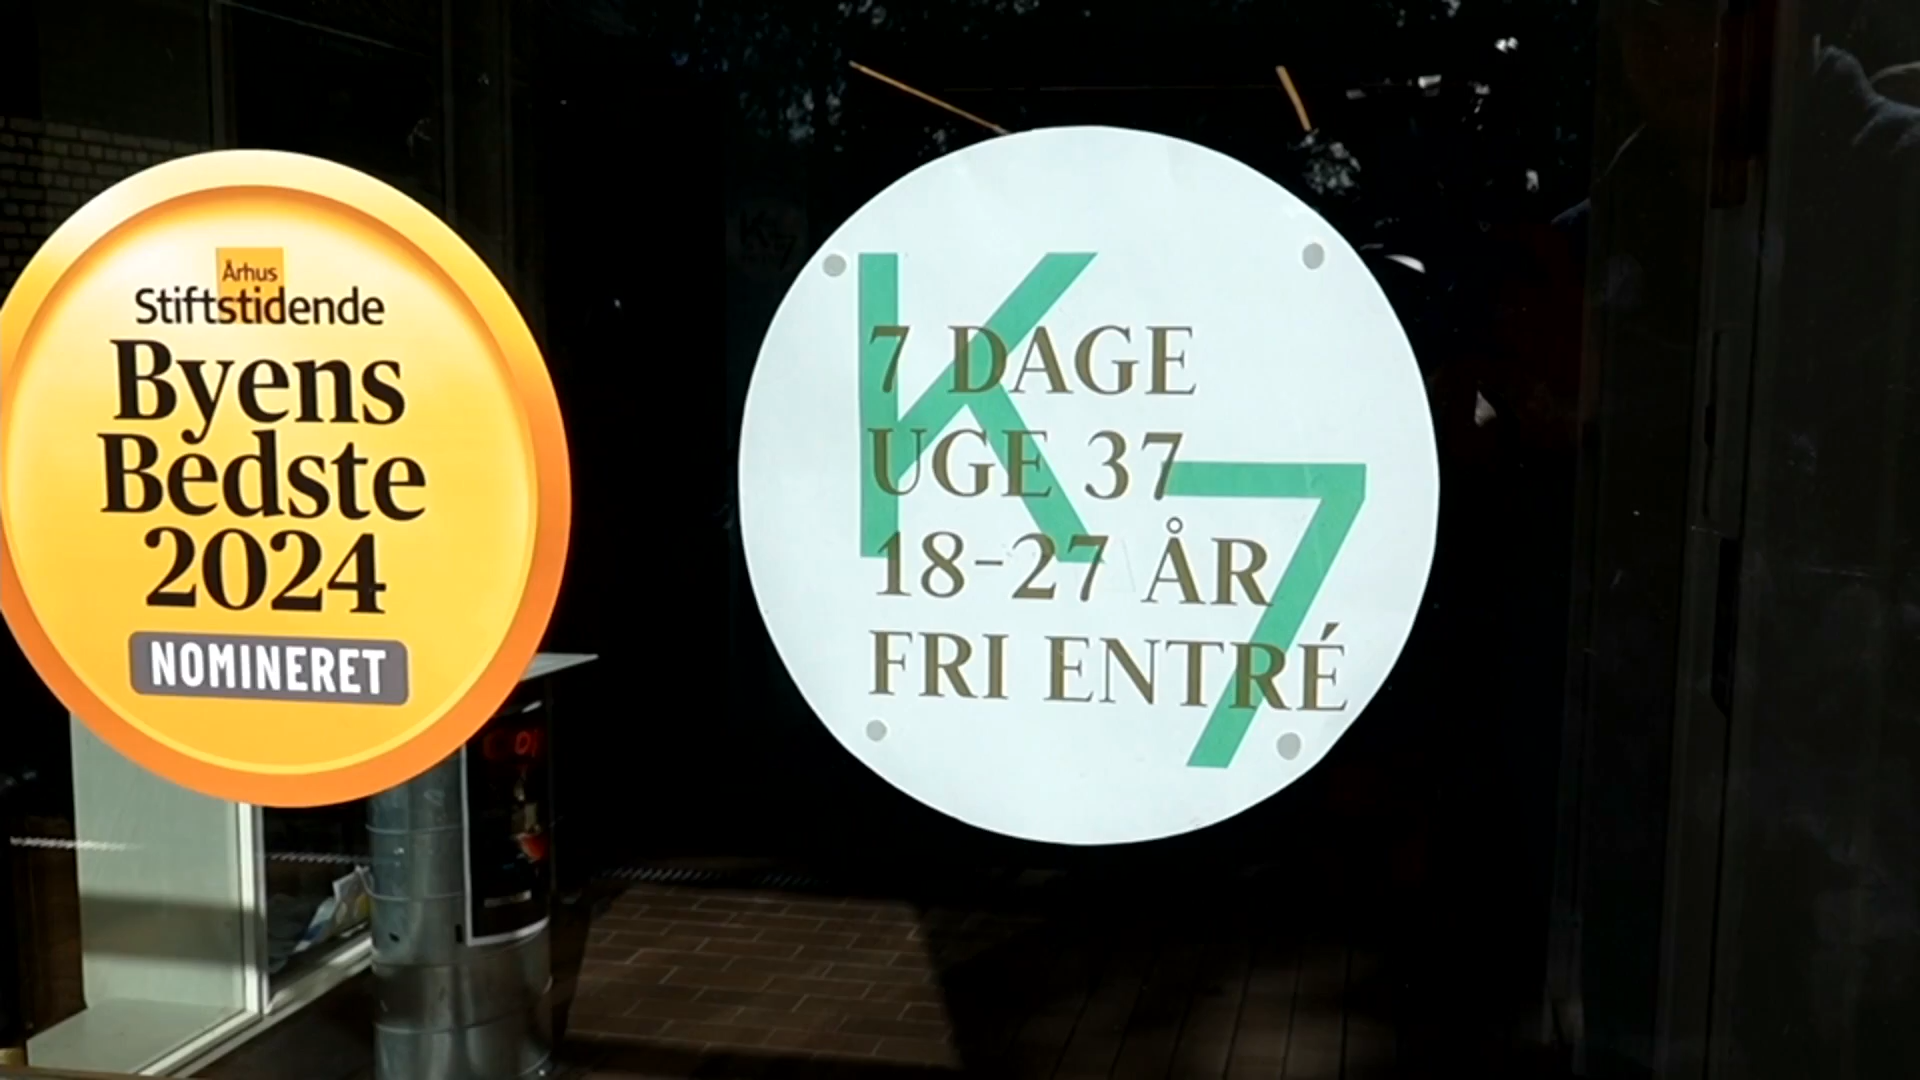 Århus
Stiftstidende
Byens
Bedste
2024
NOMINERET
K7
7 DAGE
UGE 37
18-27 ÅR
FRI ENTRÉ